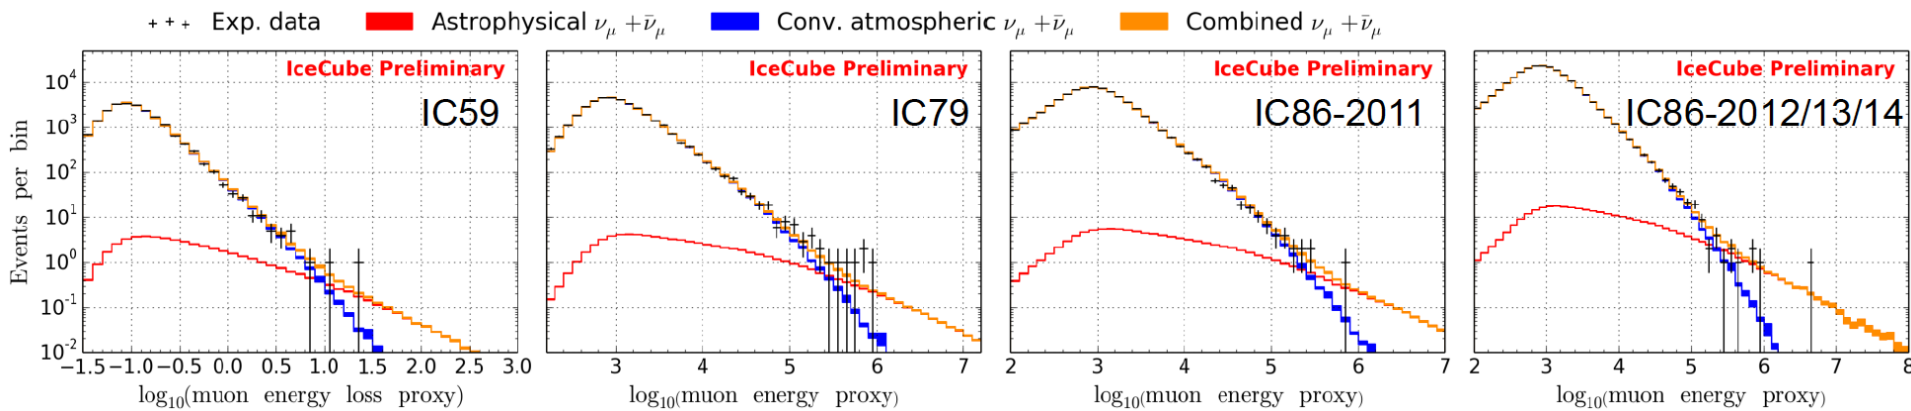 Exp. data Astrophysical ν_μ + ν̄_μ Conv. atmospheric ν_μ + ν̄_μ Combined ν_μ + ν̄_μ
Events per bin
10^4
10^3
10^2
10^1
10^0
10^-1
10^-2
IceCube Preliminary
IC59
−1.5 −1.0 −0.5 0.0 0.5 1.0 1.5 2.0 2.5 3.0
log10(muon energy loss proxy)
IceCube Preliminary
IC79
3 4 5 6 7
log10(muon energy proxy)
IceCube Preliminary
IC86-2011
2 3 4 5 6 7
log10(muon energy proxy)
IceCube Preliminary
IC86-2012/13/14
2 3 4 5 6 7 8
log10(muon energy proxy)